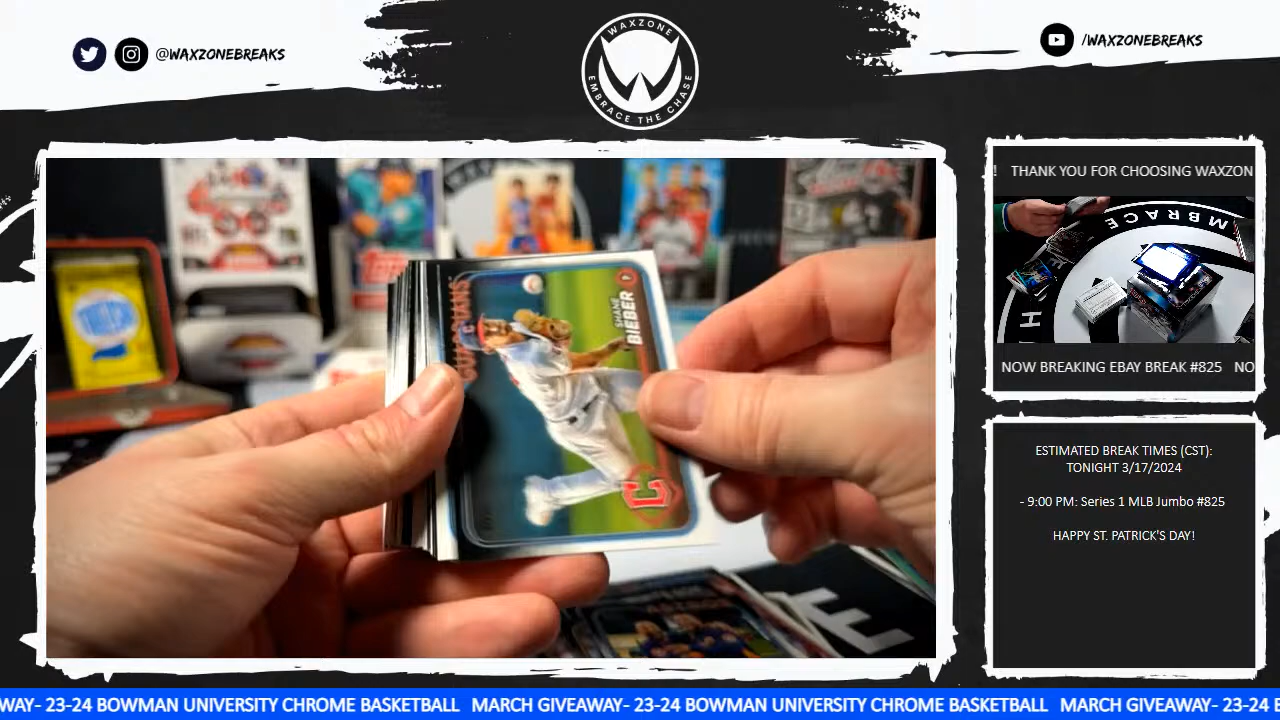 @WAXZONEBREAKS
WAXZONE
EMBRACE THE CHASE
/WAXZONEBREAKS
! THANK YOU FOR CHOOSING WAXZON
MBRACE
H
NOW BREAKING EBAY BREAK #825 NO
GUARDIANS
SHANE
BIEBER
C
Topps
E
ESTIMATED BREAK TIMES (CST):
TONIGHT 3/17/2024
- 9:00 PM: Series 1 MLB Jumbo #825
HAPPY ST. PATRICK'S DAY!
WAY- 23-24 BOWMAN UNIVERSITY CHROME BASKETBALL MARCH GIVEAWAY- 23-24 BOWMAN UNIVERSITY CHROME BASKETBALL MARCH GIVEAWAY- 23-24 B